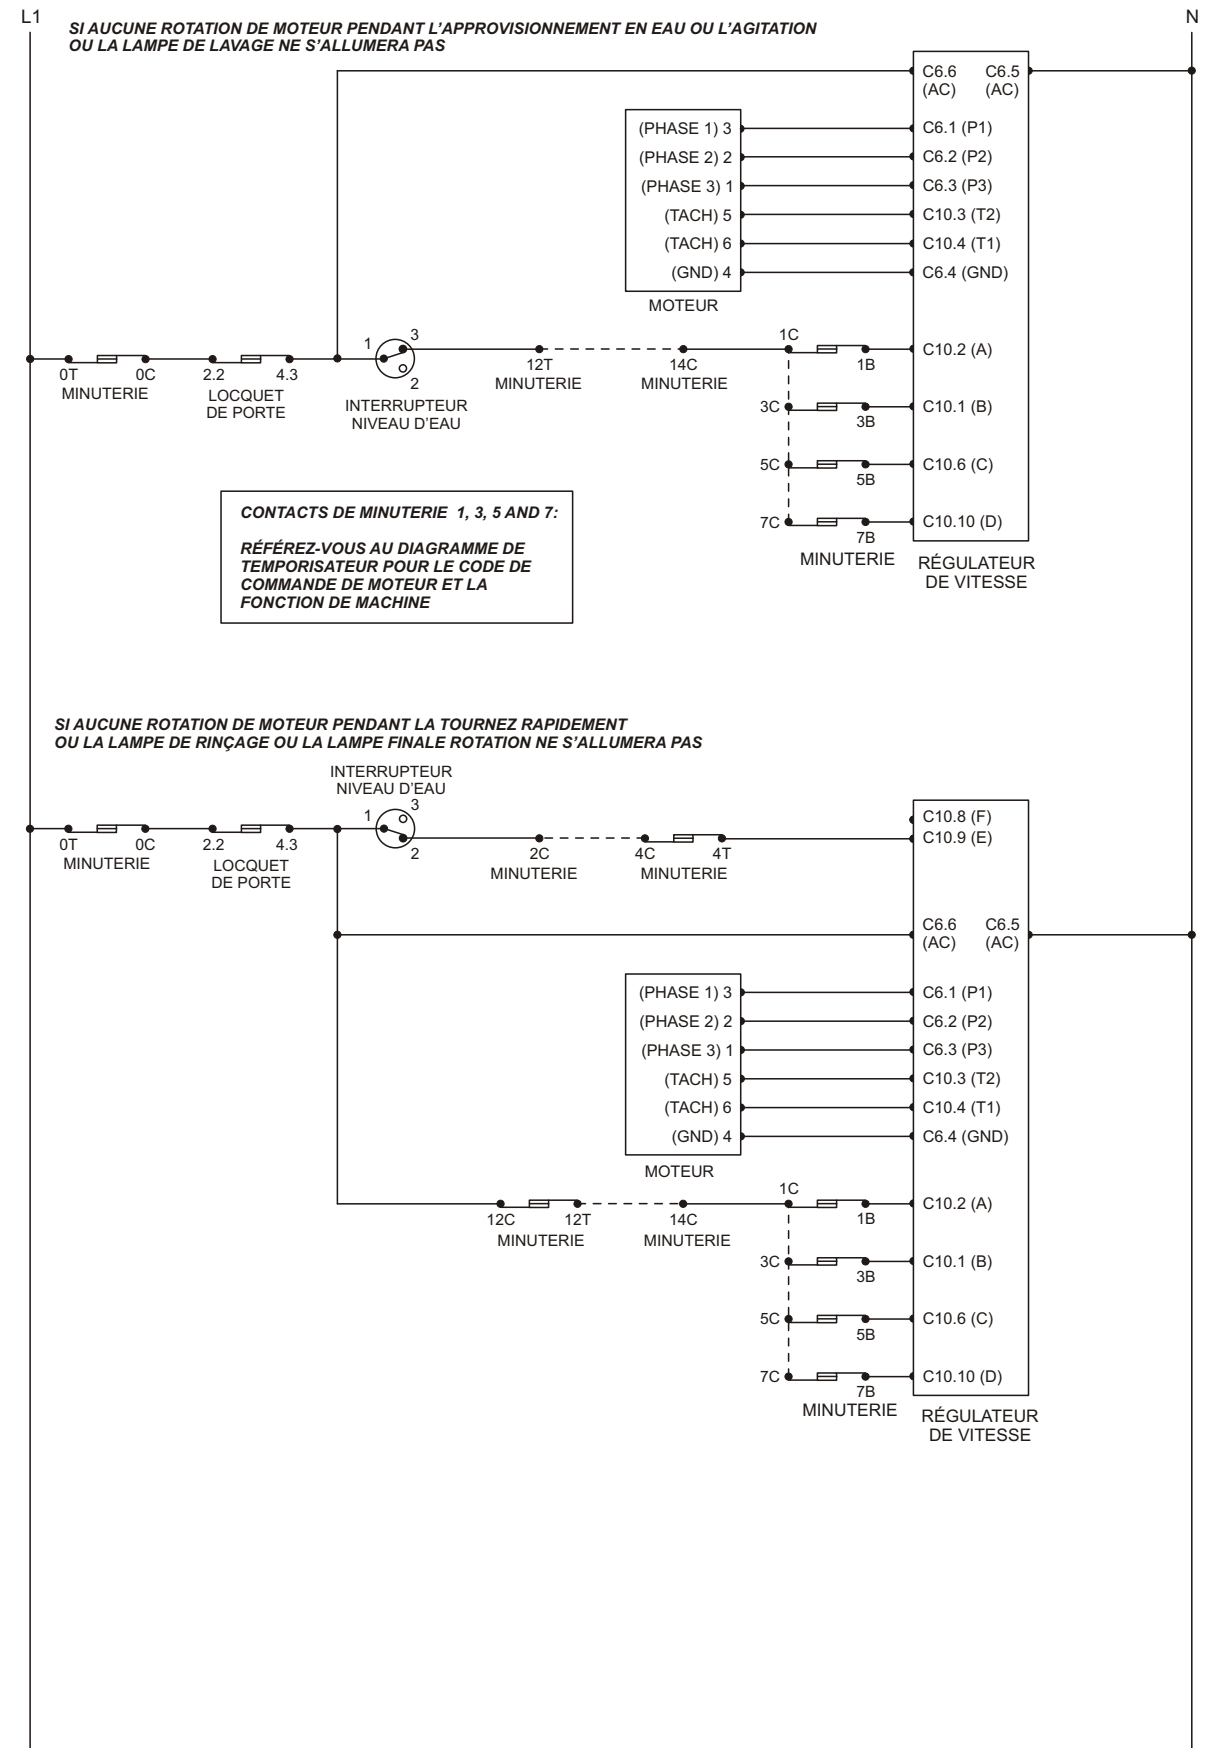 L1
N
SI AUCUNE ROTATION DE MOTEUR PENDANT L'APPROVISIONNEMENT EN EAU OU L'AGITATION
OU LA LAMPE DE LAVAGE NE S'ALLUMERA PAS
C6.6 C6.5
(AC) (AC)
(PHASE 1) 3 C6.1 (P1)
(PHASE 2) 2 C6.2 (P2)
(PHASE 3) 1 C6.3 (P3)
(TACH) 5 C10.3 (T2)
(TACH) 6 C10.4 (T1)
(GND) 4 C6.4 (GND)
MOTEUR
1 3 2
0T 0C
MINUTERIE
2.2 4.3
LOCQUET
DE PORTE
INTERRUPTEUR
NIVEAU D'EAU
12T
MINUTERIE
14C
MINUTERIE
1C 1B C10.2 (A)
3C 3B C10.1 (B)
5C 5B C10.6 (C)
7C 7B C10.10 (D)
MINUTERIE
RÉGULATEUR
DE VITESSE
CONTACTS DE MINUTERIE 1, 3, 5 AND 7:
RÉFÉREZ-VOUS AU DIAGRAMME DE
TEMPORISATEUR POUR LE CODE DE
COMMANDE DE MOTEUR ET LA
FONCTION DE MACHINE
SI AUCUNE ROTATION DE MOTEUR PENDANT LA TOURNEZ RAPIDEMENT
OU LA LAMPE DE RINÇAGE OU LA LAMPE FINALE ROTATION NE S'ALLUMERA PAS
INTERRUPTEUR
NIVEAU D'EAU
1 3 2
0T 0C
MINUTERIE
2.2 4.3
LOCQUET
DE PORTE
2C
MINUTERIE
4C 4T
MINUTERIE
C10.8 (F)
C10.9 (E)
C6.6 C6.5
(AC) (AC)
(PHASE 1) 3 C6.1 (P1)
(PHASE 2) 2 C6.2 (P2)
(PHASE 3) 1 C6.3 (P3)
(TACH) 5 C10.3 (T2)
(TACH) 6 C10.4 (T1)
(GND) 4 C6.4 (GND)
MOTEUR
12C 12T
MINUTERIE
14C
MINUTERIE
1C 1B C10.2 (A)
3C 3B C10.1 (B)
5C 5B C10.6 (C)
7C 7B C10.10 (D)
MINUTERIE
RÉGULATEUR
DE VITESSE